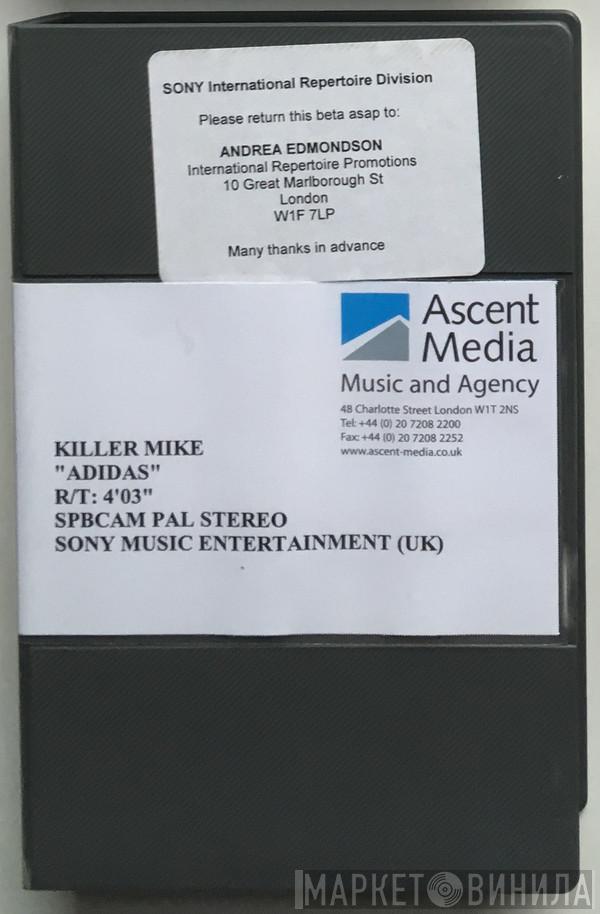 SONY International Repertoire Division
Please return this beta asap to:
ANDREA EDMONDSON
International Repertoire Promotions
10 Great Marlborough St
London
W1F 7LP
Many thanks in advance
Ascent
Media
Music and Agency
48 Charlotte Street London W1T 2NS
Tel: +44 (0) 20 7208 2200
Fax: +44 (0) 20 7208 2252
www.ascent-media.co.uk
KILLER MIKE
"ADIDAS"
R/T: 4'03"
SPBCAM PAL STEREO
SONY MUSIC ENTERTAINMENT (UK)
МАРКЕТ ВИНИЛА